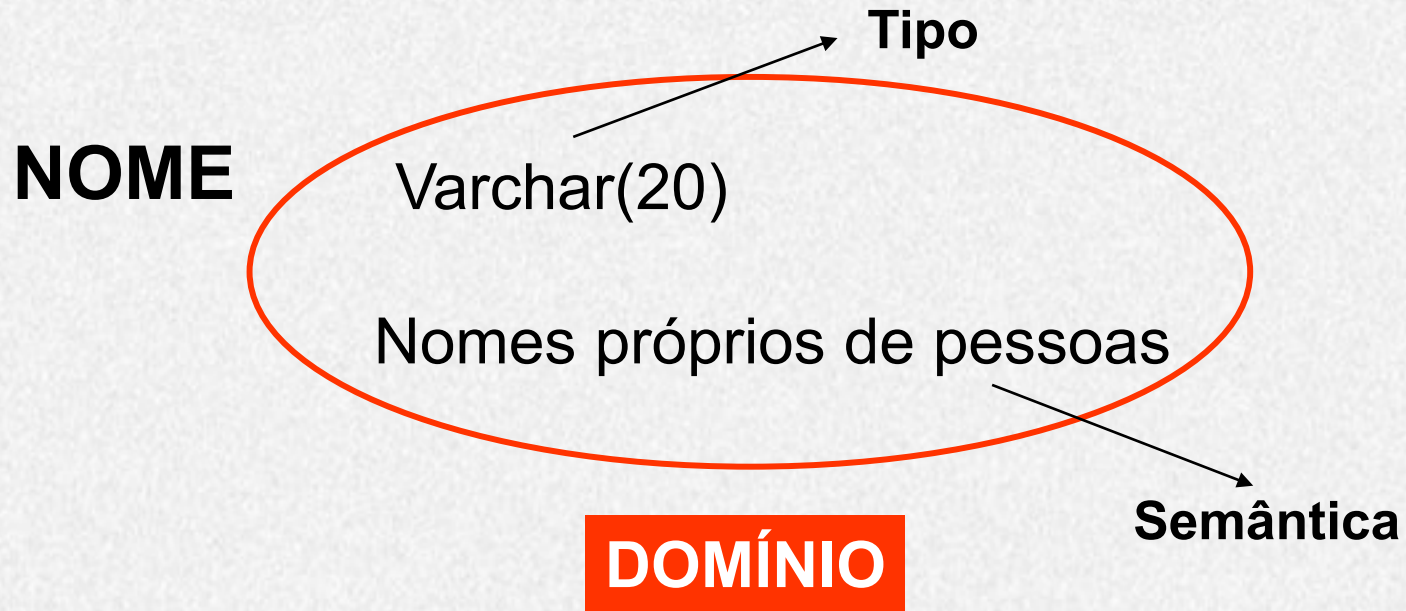 Tipo
NOME
Varchar(20)
Nomes próprios de pessoas
Semântica
DOMÍNIO